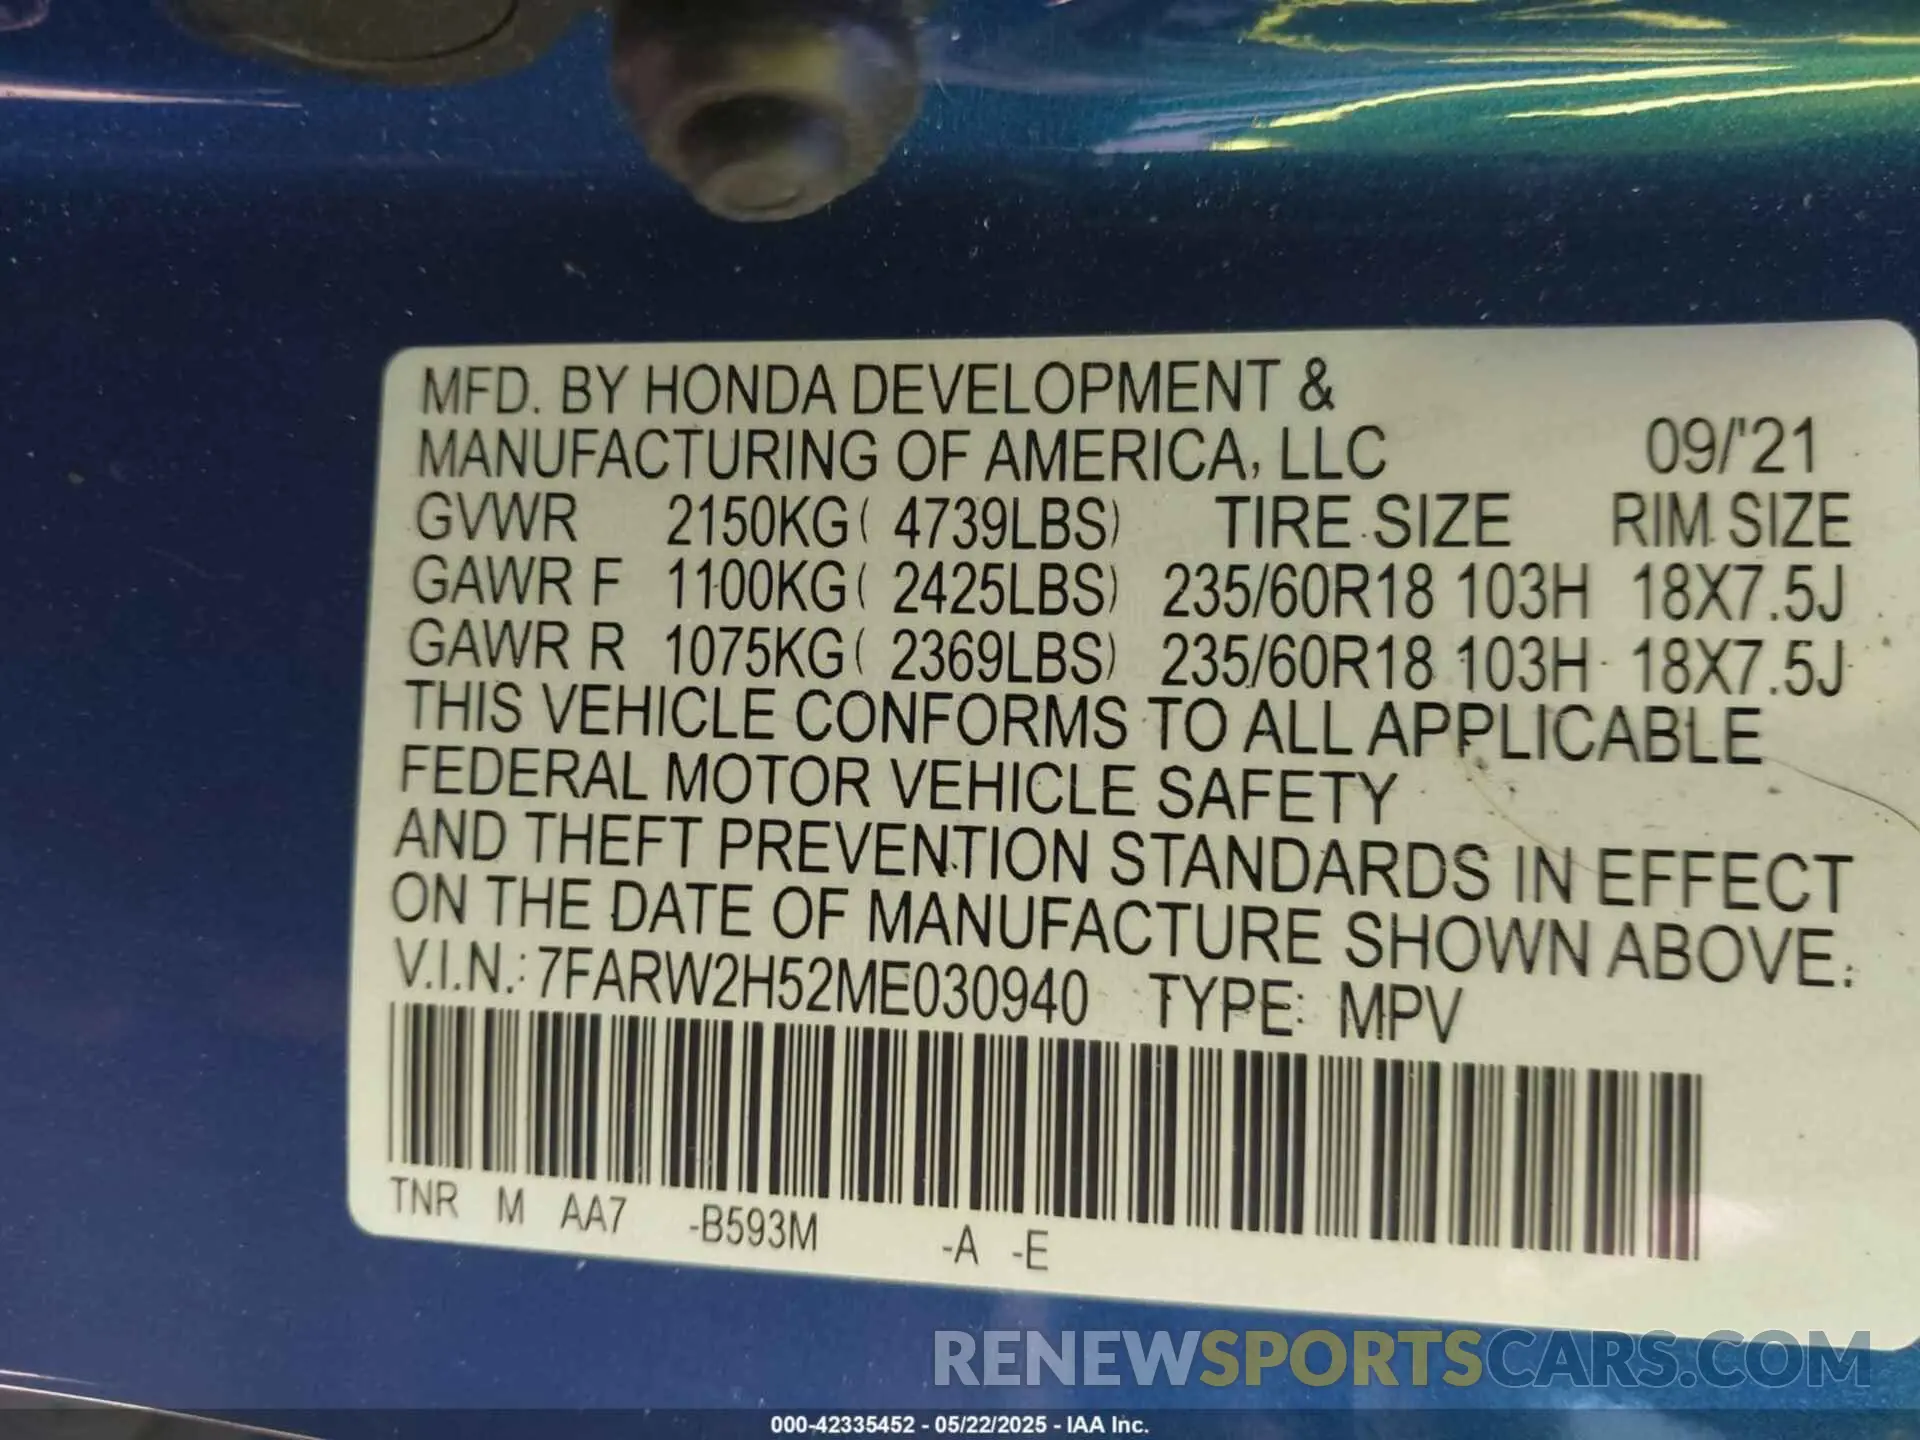 MFD. BY HONDA DEVELOPMENT &
MANUFACTURING OF AMERICA, LLC 09/'21
GVWR 2150KG( 4739LBS) TIRE SIZE RIM SIZE
GAWR F 1100KG( 2425LBS) 235/60R18 103H 18X7.5J
GAWR R 1075KG( 2369LBS) 235/60R18 103H 18X7.5J
THIS VEHICLE CONFORMS TO ALL APPLICABLE
FEDERAL MOTOR VEHICLE SAFETY
AND THEFT PREVENTION STANDARDS IN EFFECT
ON THE DATE OF MANUFACTURE SHOWN ABOVE.
V.I.N.: 7FARW2H52ME030940 TYPE: MPV
TNR M AA7 -B593M -A -E
RENEWSPORTSCARS.COM
000-42335452 - 05/22/2025 - IAA Inc.